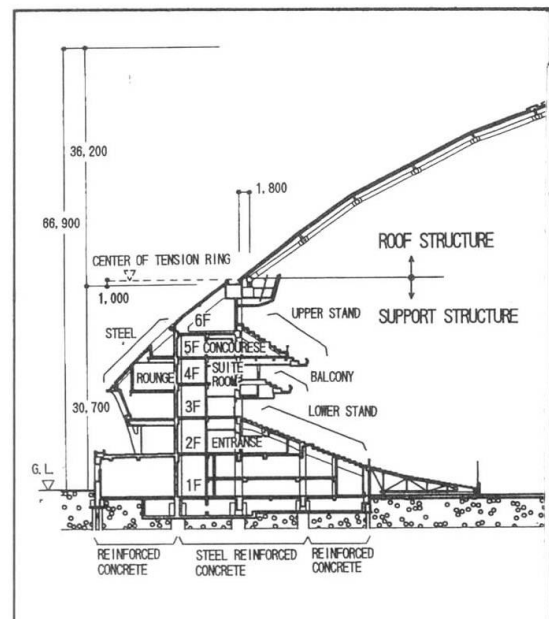 36,200
1,800
66,900
CENTER OF TENSION RING
ROOF STRUCTURE
1,000
SUPPORT STRUCTURE
6F
UPPER STAND
STEEL
5F CONCOURESE
ROUNGE 4F SUITE
ROOM
BALCONY
3F
LOWER STAND
30,700
2F ENTRANSE
G.L.
1F
REINFORCED
CONCRETE
STEEL REINFORCED
CONCRETE
REINFORCED
CONCRETE